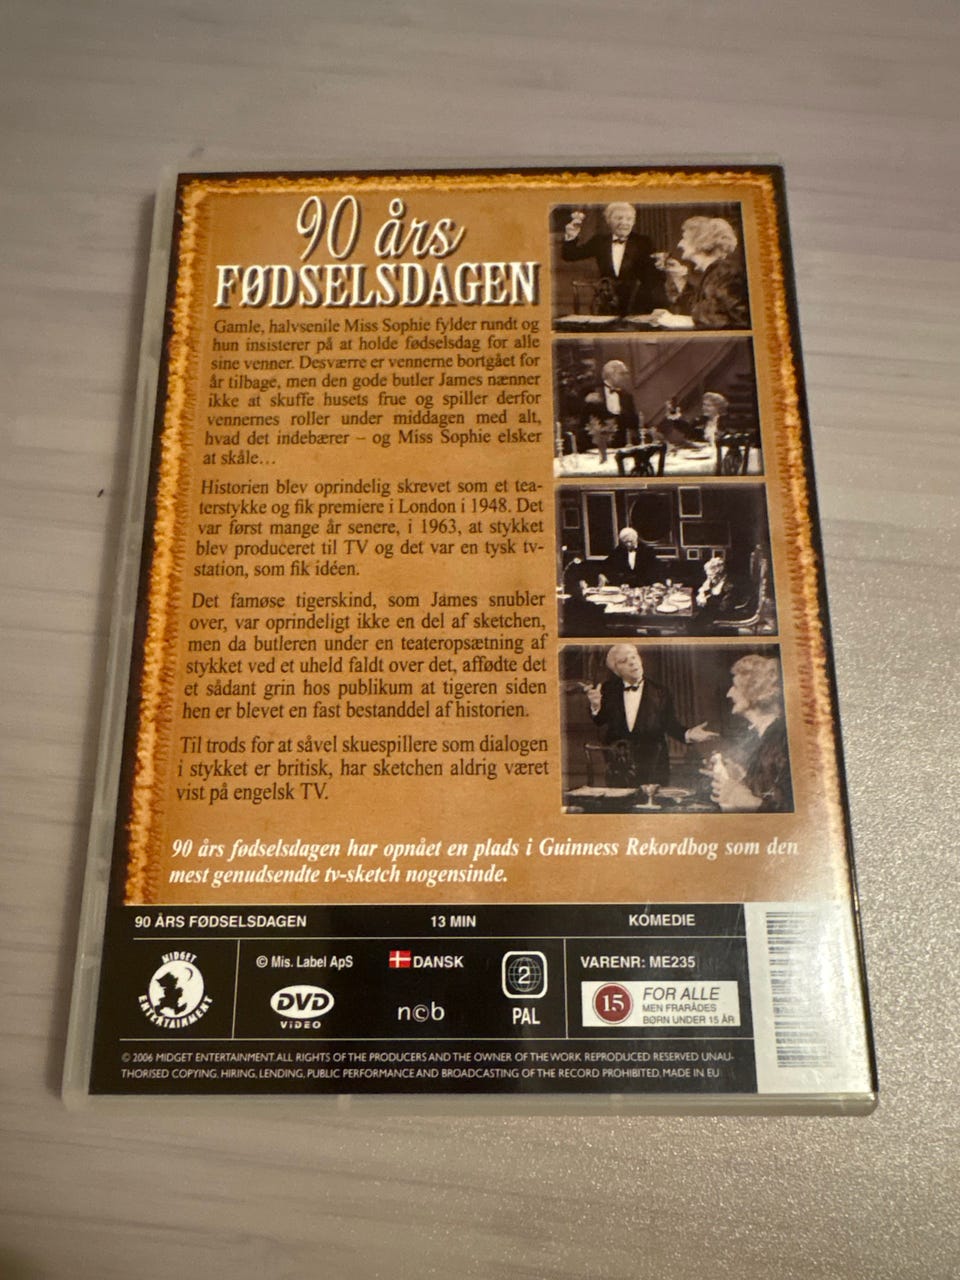 90 års
FØDSELSDAGEN
Gamle, halvsenile Miss Sophie fylder rundt og
hun insisterer på at holde fødselsdag for alle
sine venner. Desværre er vennerne bortgået for
år tilbage, men den gode butler James nænner
ikke at skuffe husets frue og spiller derfor
vennernes roller under middagen med alt,
hvad det indebærer – og Miss Sophie elsker
at skåle...
Historien blev oprindelig skrevet som et tea-
terstykke og fik premiere i London i 1948. Det
var først mange år senere, i 1963, at stykket
blev produceret til TV og det var en tysk tv-
station, som fik idéen.
Det famøse tigerskind, som James snubler
over, var oprindeligt ikke en del af sketchen,
men da butleren under en teateropsætning af
stykket ved et uheld faldt over det, affødte det
et sådant grin hos publikum at tigeren siden
hen er blevet en fast bestanddel af historien.
Til trods for at såvel skuespillere som dialogen
i stykket er britisk, har sketchen aldrig været
vist på engelsk TV.
90 års fødselsdagen har opnået en plads i Guinness Rekordbog som den
mest genudsendte tv-sketch nogensinde.
90 ÅRS FØDSELSDAGEN 13 MIN KOMEDIE
MIDGET
ENTERTAINMENT
© Mis. Label ApS
DVD
VIDEO
DANSK
n©b
2
PAL
VARENR: ME235
15
FOR ALLE
MEN FRARÅDES
BØRN UNDER 15 ÅR
© 2006 MIDGET ENTERTAINMENT. ALL RIGHTS OF THE PRODUCERS AND THE OWNER OF THE WORK REPRODUCED RESERVED UNAU-
THORISED COPYING, HIRING, LENDING, PUBLIC PERFORMANCE AND BROADCASTING OF THE RECORD PROHIBITED. MADE IN EU